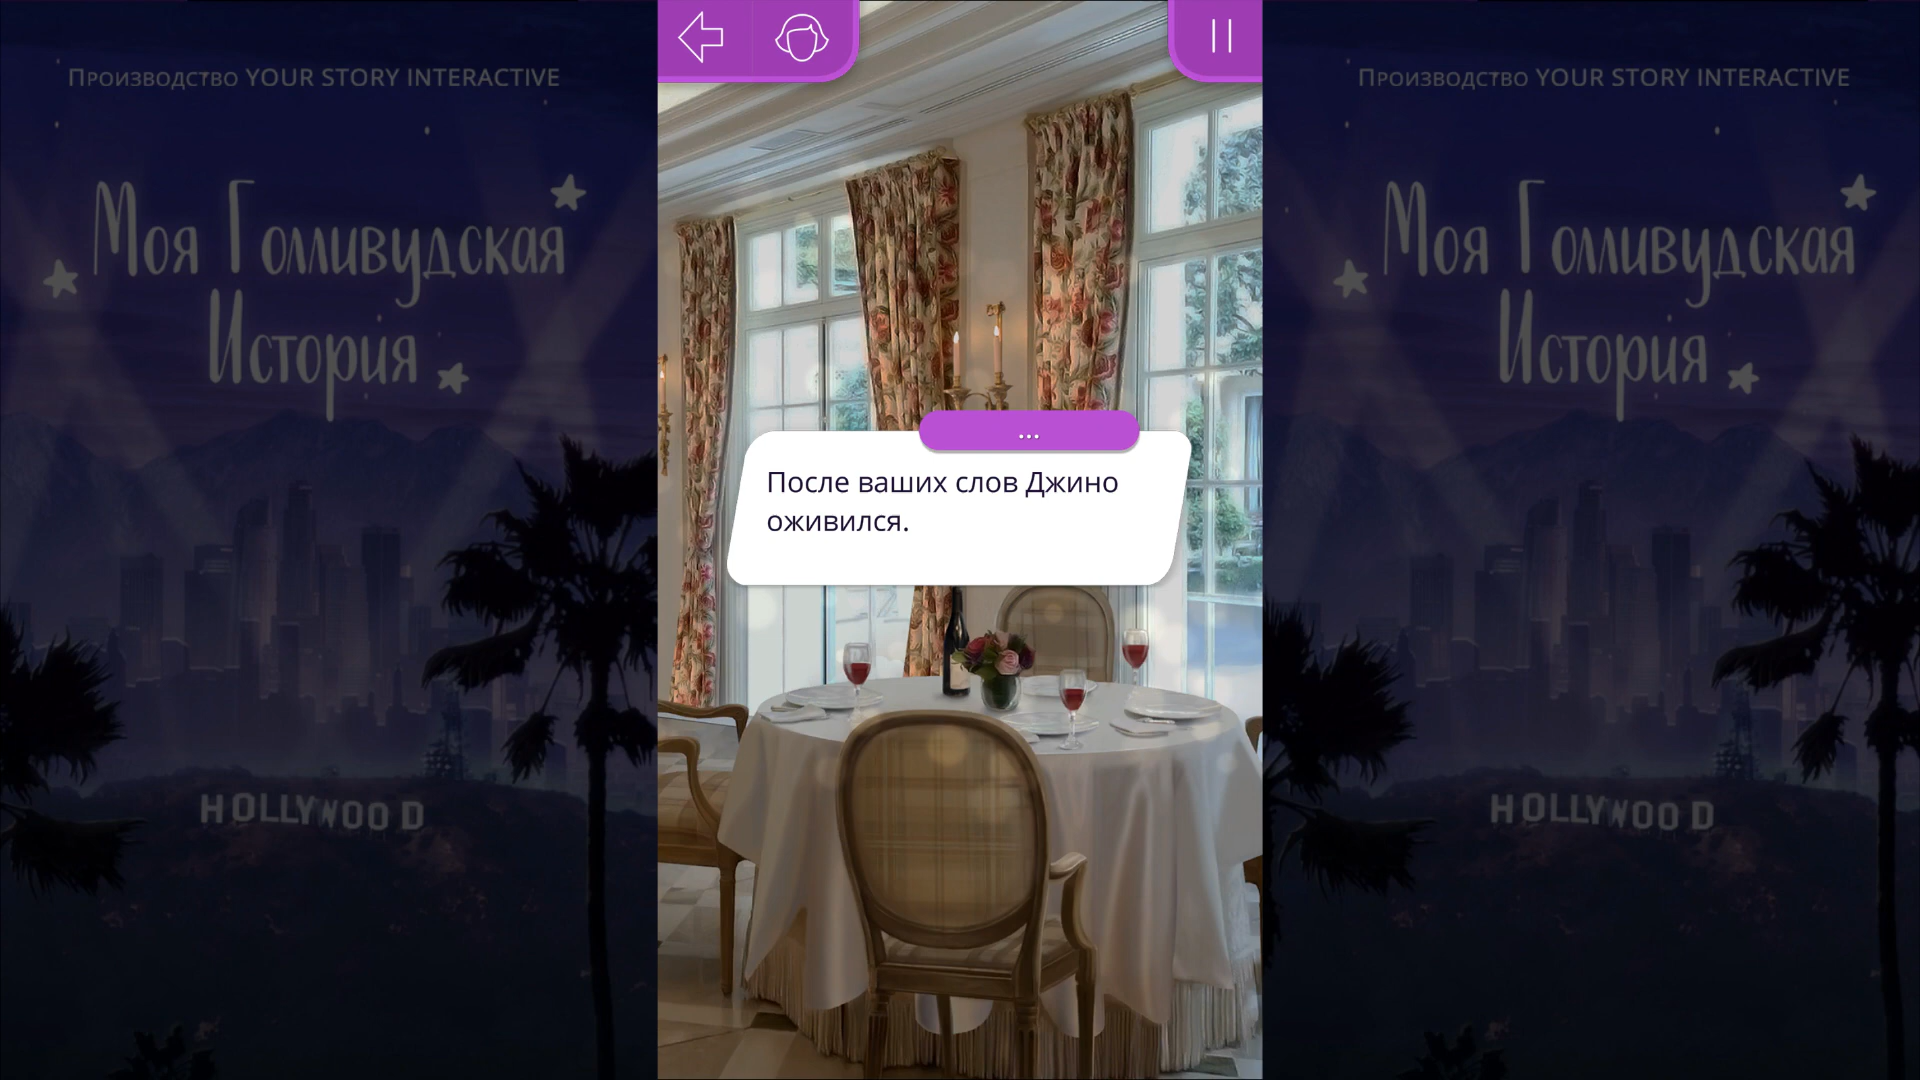 Производство YOUR STORY INTERACTIVE
Моя Голливудская
История
HOLLYWOOD
...
После ваших слов Джино
оживился.
Производство YOUR STORY INTERACTIVE
Моя Голливудская
История
HOLLYWOOD